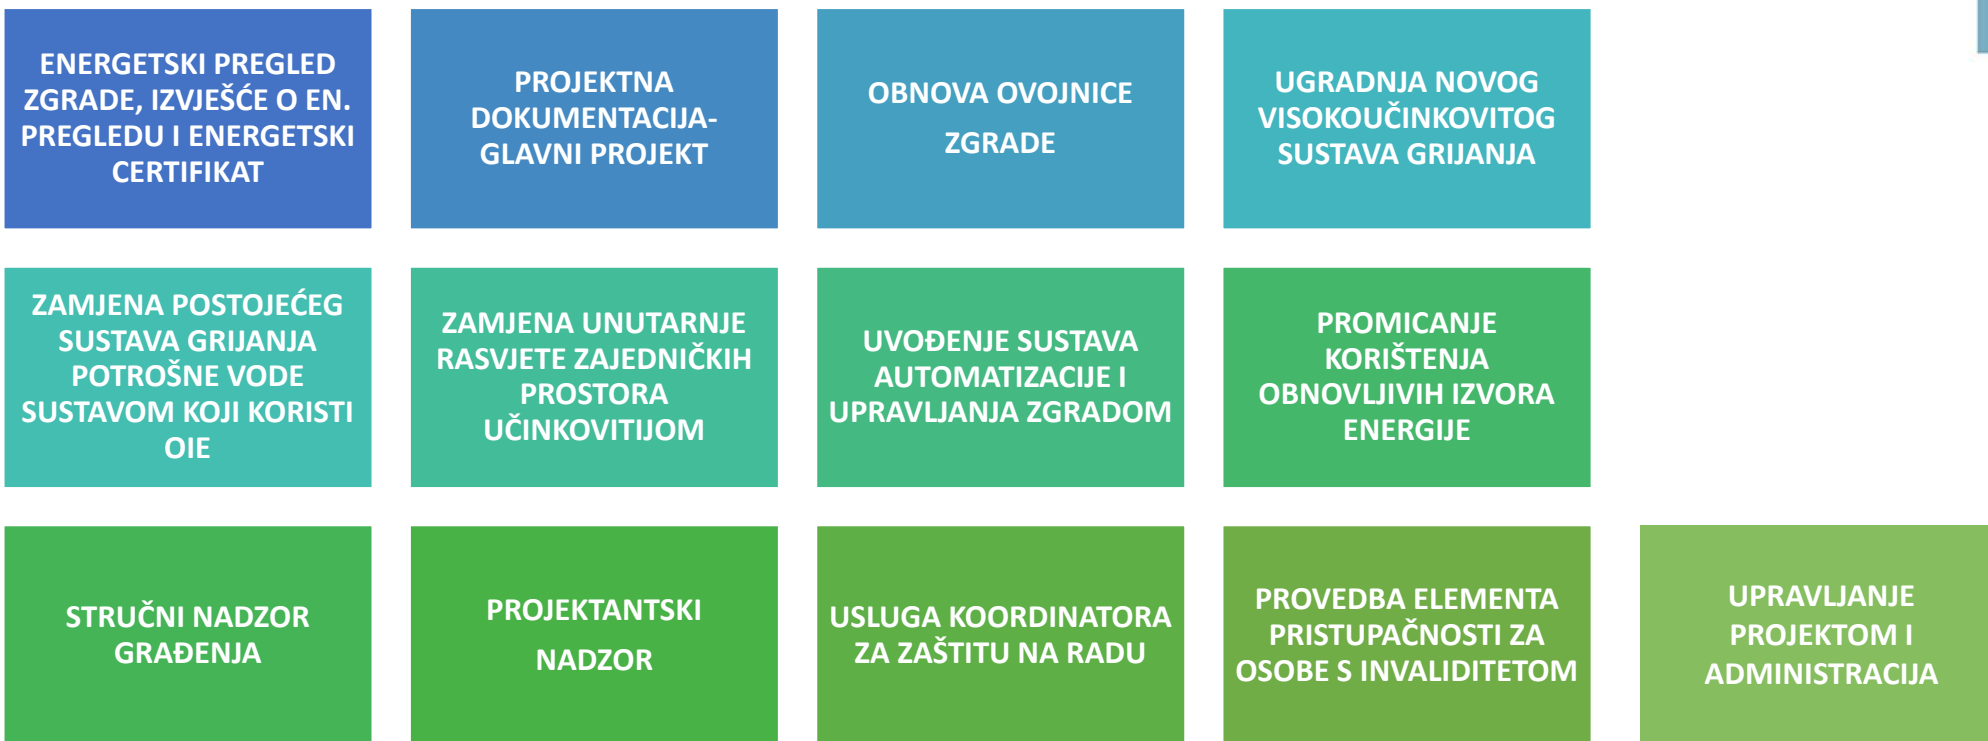 ENERGETSKI PREGLED
ZGRADE, IZVJEŠĆE O EN.
PREGLEDU I ENERGETSKI
CERTIFIKAT
PROJEKTNA
DOKUMENTACIJA-
GLAVNI PROJEKT
OBNOVA OVOJNICE
ZGRADE
UGRADNJA NOVOG
VISOKOUČINKOVITOG
SUSTAVA GRIJANJA
ZAMJENA POSTOJEĆEG
SUSTAVA GRIJANJA
POTROŠNE VODE
SUSTAVOM KOJI KORISTI
OIE
ZAMJENA UNUTARNJE
RASVJETE ZAJEDNIČKIH
PROSTORA
UČINKOVITIJOM
UVOĐENJE SUSTAVA
AUTOMATIZACIJE I
UPRAVLJANJA ZGRADOM
PROMICANJE
KORIŠTENJA
OBNOVLJIVIH IZVORA
ENERGIJE
STRUČNI NADZOR
GRAĐENJA
PROJEKTANTSKI
NADZOR
USLUGA KOORDINATORA
ZA ZAŠTITU NA RADU
PROVEDBA ELEMENTA
PRISTUPAČNOSTI ZA
OSOBE S INVALIDITETOM
UPRAVLJANJE
PROJEKTOM I
ADMINISTRACIJA